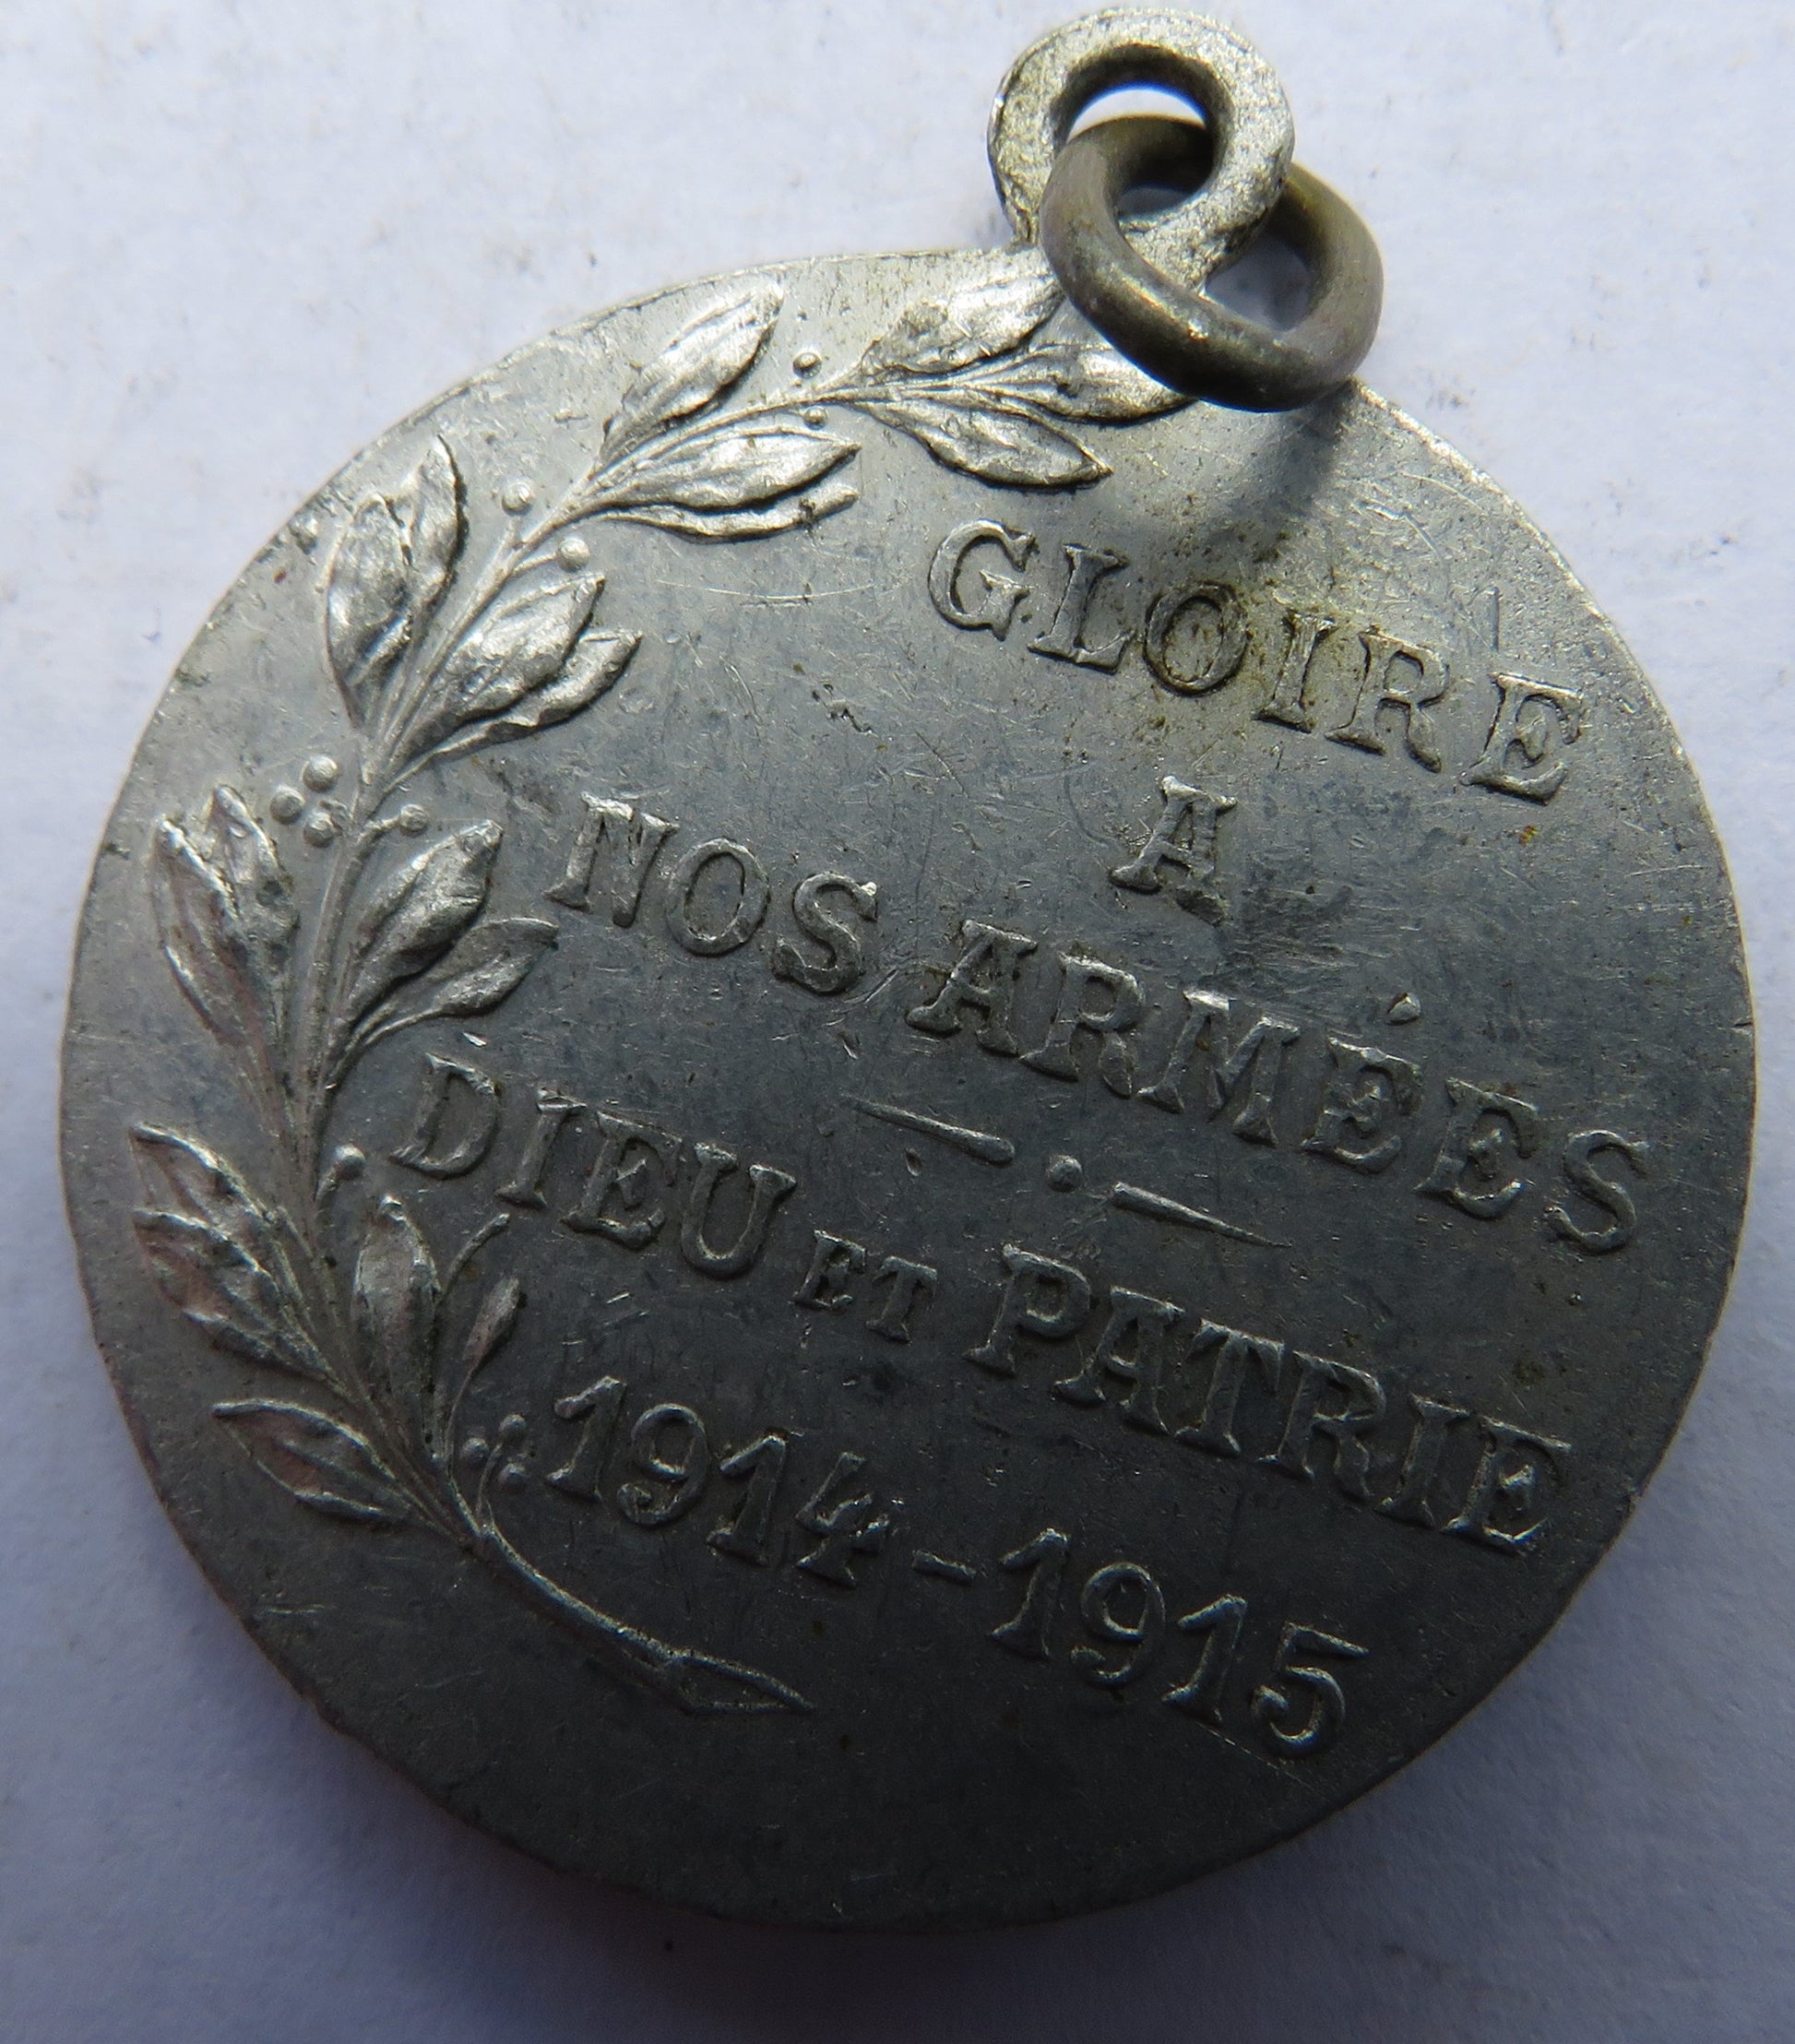 GLOIRE
A
NOS ARMÉES
DIEU ET PATRIE
1914-1915